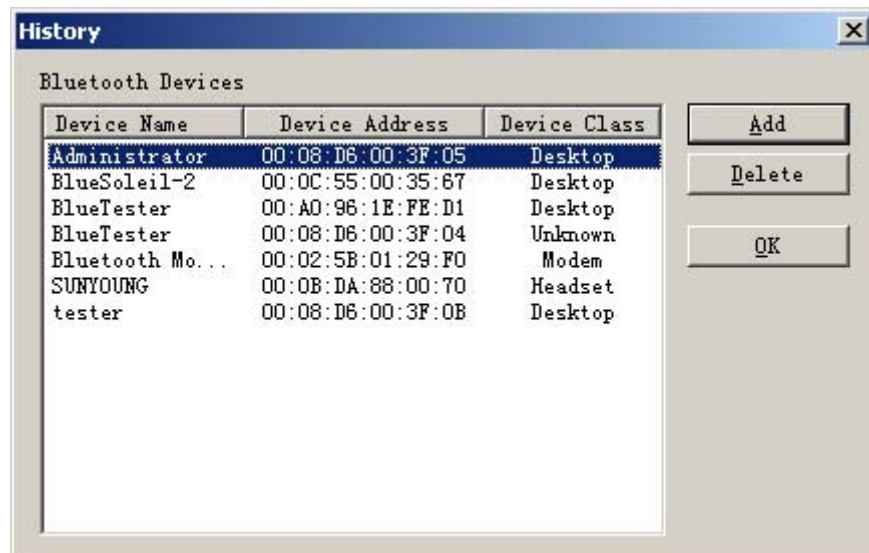 History
Bluetooth Devices
Device Name Device Address Device Class
Administrator 00:08:D6:00:3F:05 Desktop
BlueSoleil-2 00:0C:55:00:35:67 Desktop
BlueTester 00:A0:96:1E:FE:D1 Desktop
BlueTester 00:08:D6:00:3F:04 Unknown
Bluetooth Mo... 00:02:5B:01:29:F0 Modem
SUNYOUNG 00:0B:DA:88:00:70 Headset
tester 00:08:D6:00:3F:0B Desktop
Add
Delete
OK